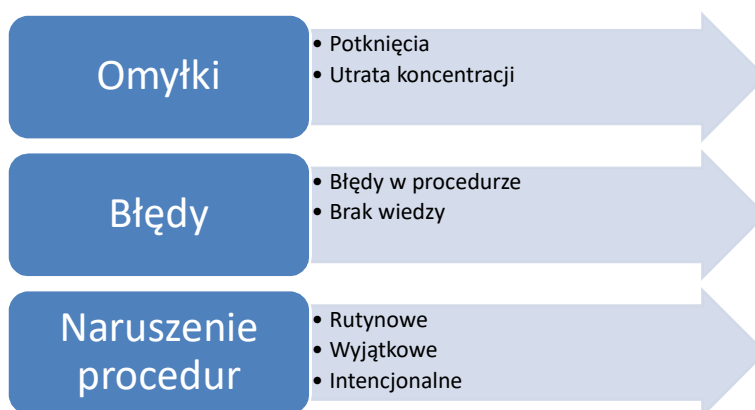 Omyłki
• Potknięcia
• Utrata koncentracji
Błędy
• Błędy w procedurze
• Brak wiedzy
Naruszenie
procedur
• Rutynowe
• Wyjątkowe
• Intencjonalne